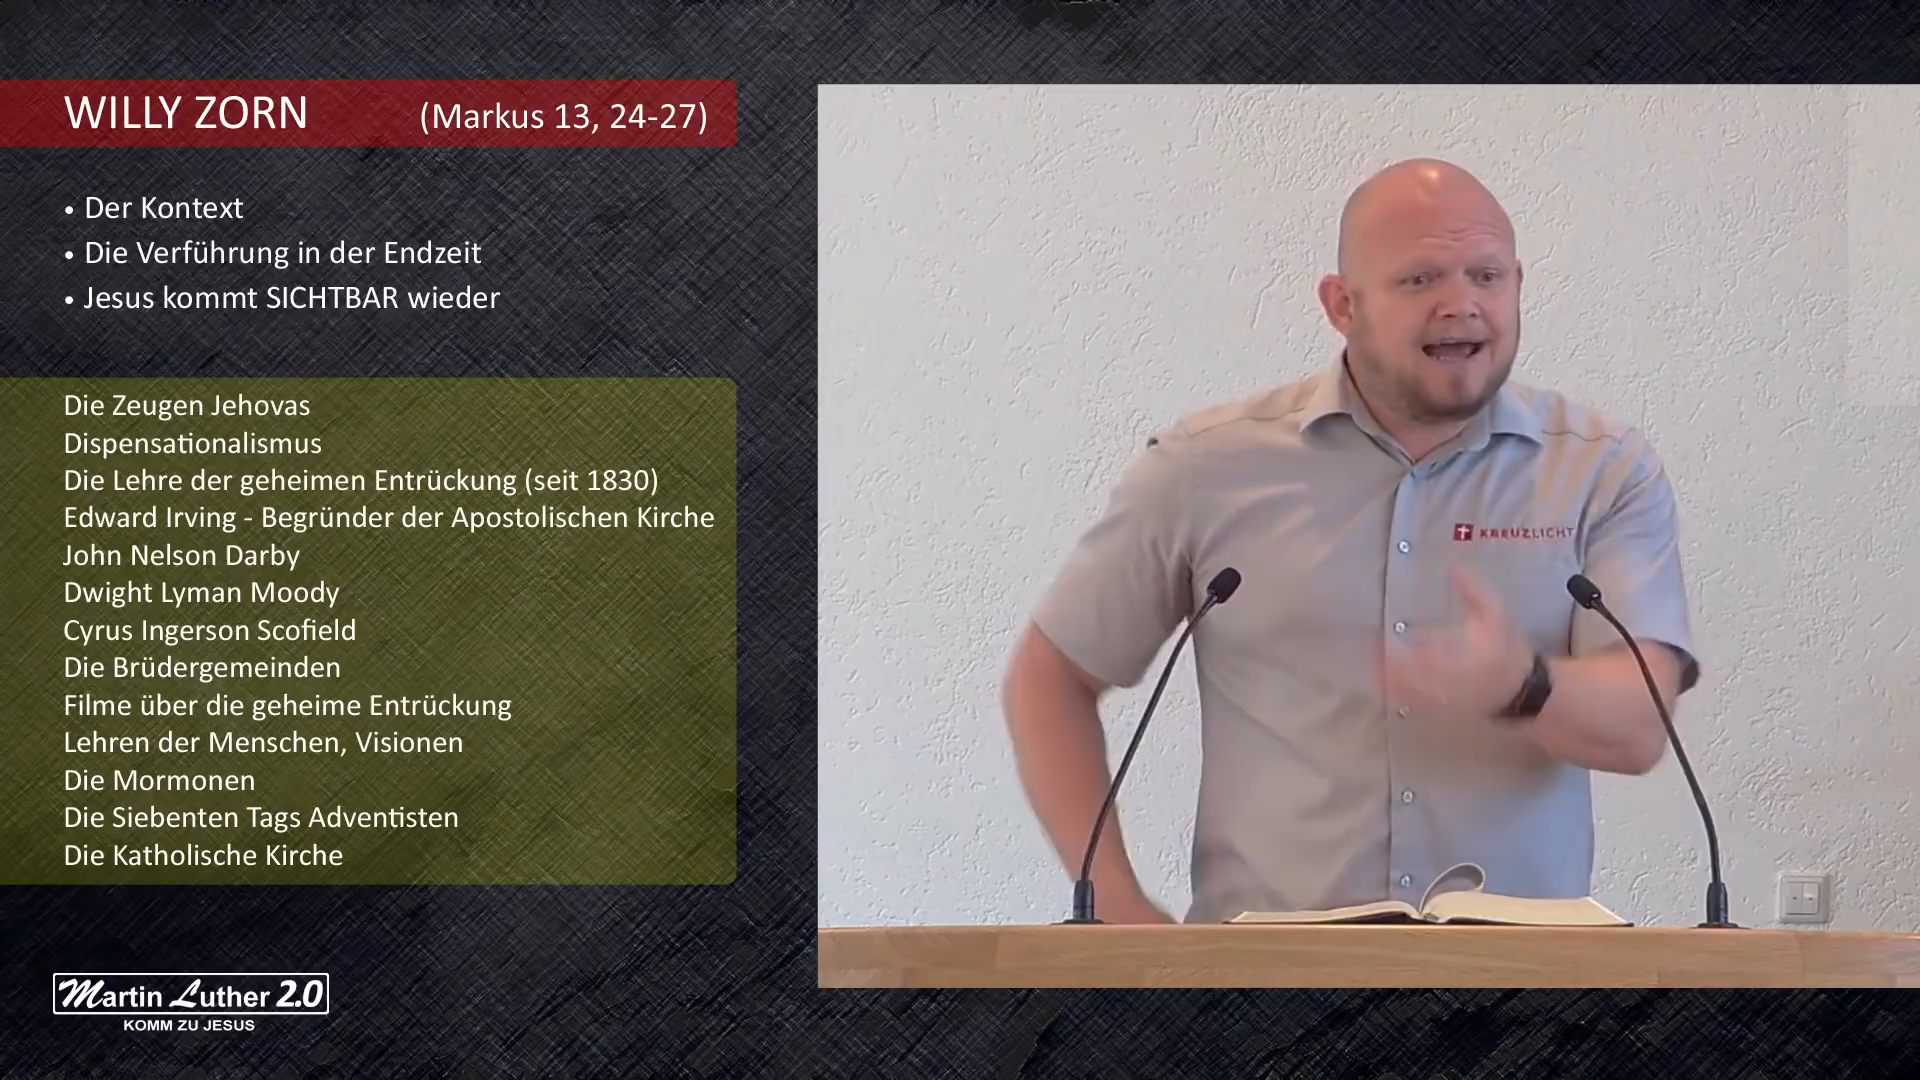 WILLY ZORN (Markus 13, 24-27)
• Der Kontext
• Die Verführung in der Endzeit
• Jesus kommt SICHTBAR wieder
Die Zeugen Jehovas
Dispensationalismus
Die Lehre der geheimen Entrückung (seit 1830)
Edward Irving - Begründer der Apostolischen Kirche
John Nelson Darby
Dwight Lyman Moody
Cyrus Ingerson Scofield
Die Brüdergemeinden
Filme über die geheime Entrückung
Lehren der Menschen, Visionen
Die Mormonen
Die Siebenten Tags Adventisten
Die Katholische Kirche
Martin Luther 2.0
KOMM ZU JESUS
KREUZLICHT